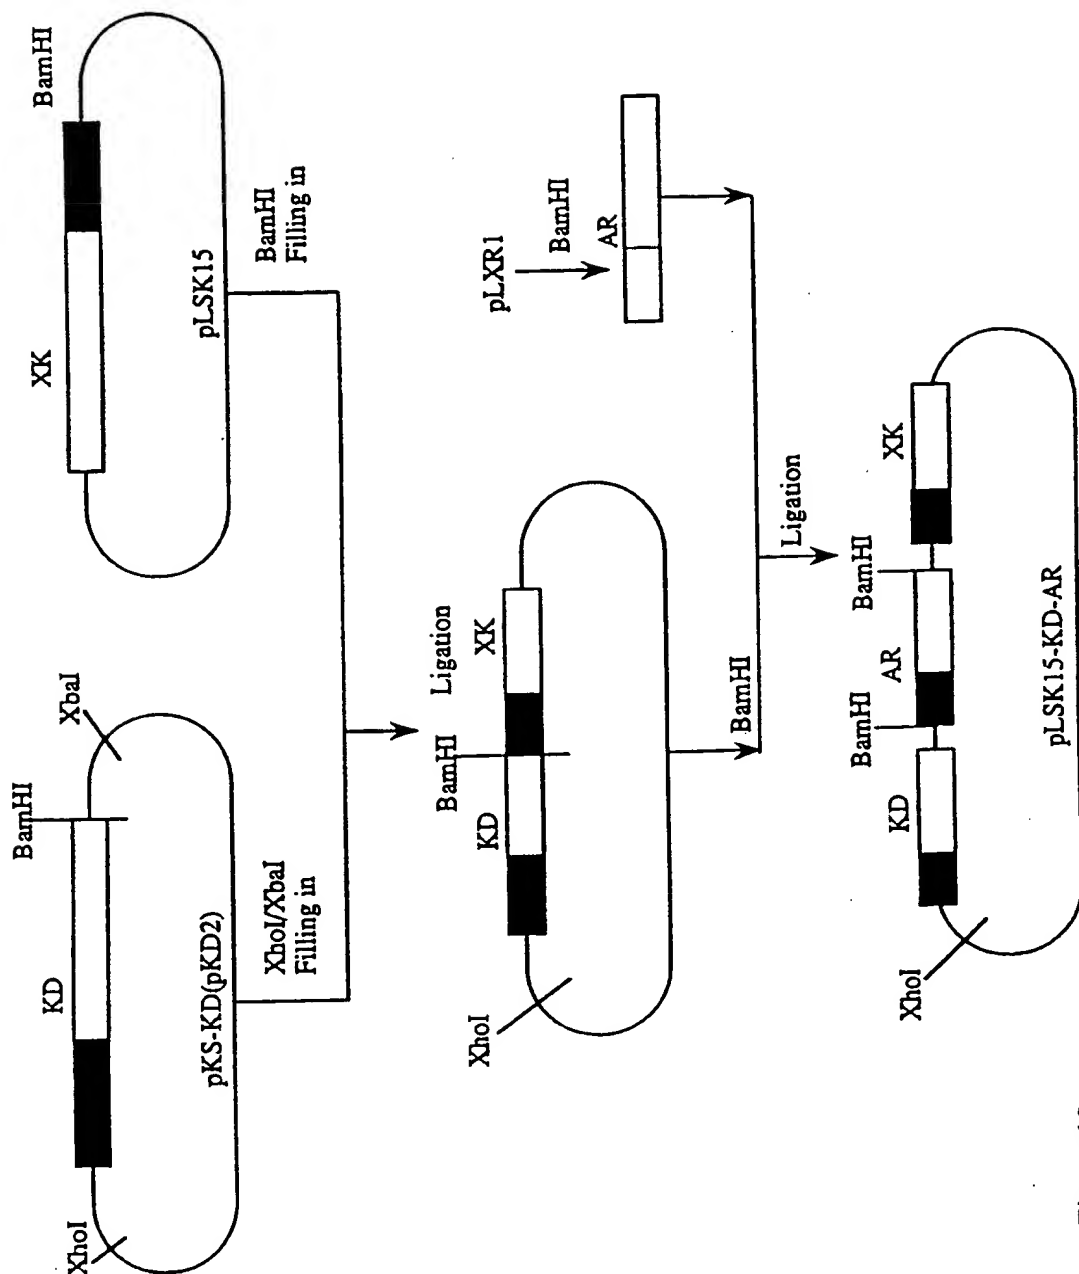 XhoI
KD
BamHI
XbaI
pKS-KD(pKD2)
XhoI/XbaI
Filling in
XK
BamHI
pLSK15
BamHI
Filling in
XhoI
KD
BamHI
Ligation
XK
BamHI
pLXR1
BamHI
AR
Ligation
XhoI
KD
BamHI
AR
BamHI
XK
pLSK15-KD-AR